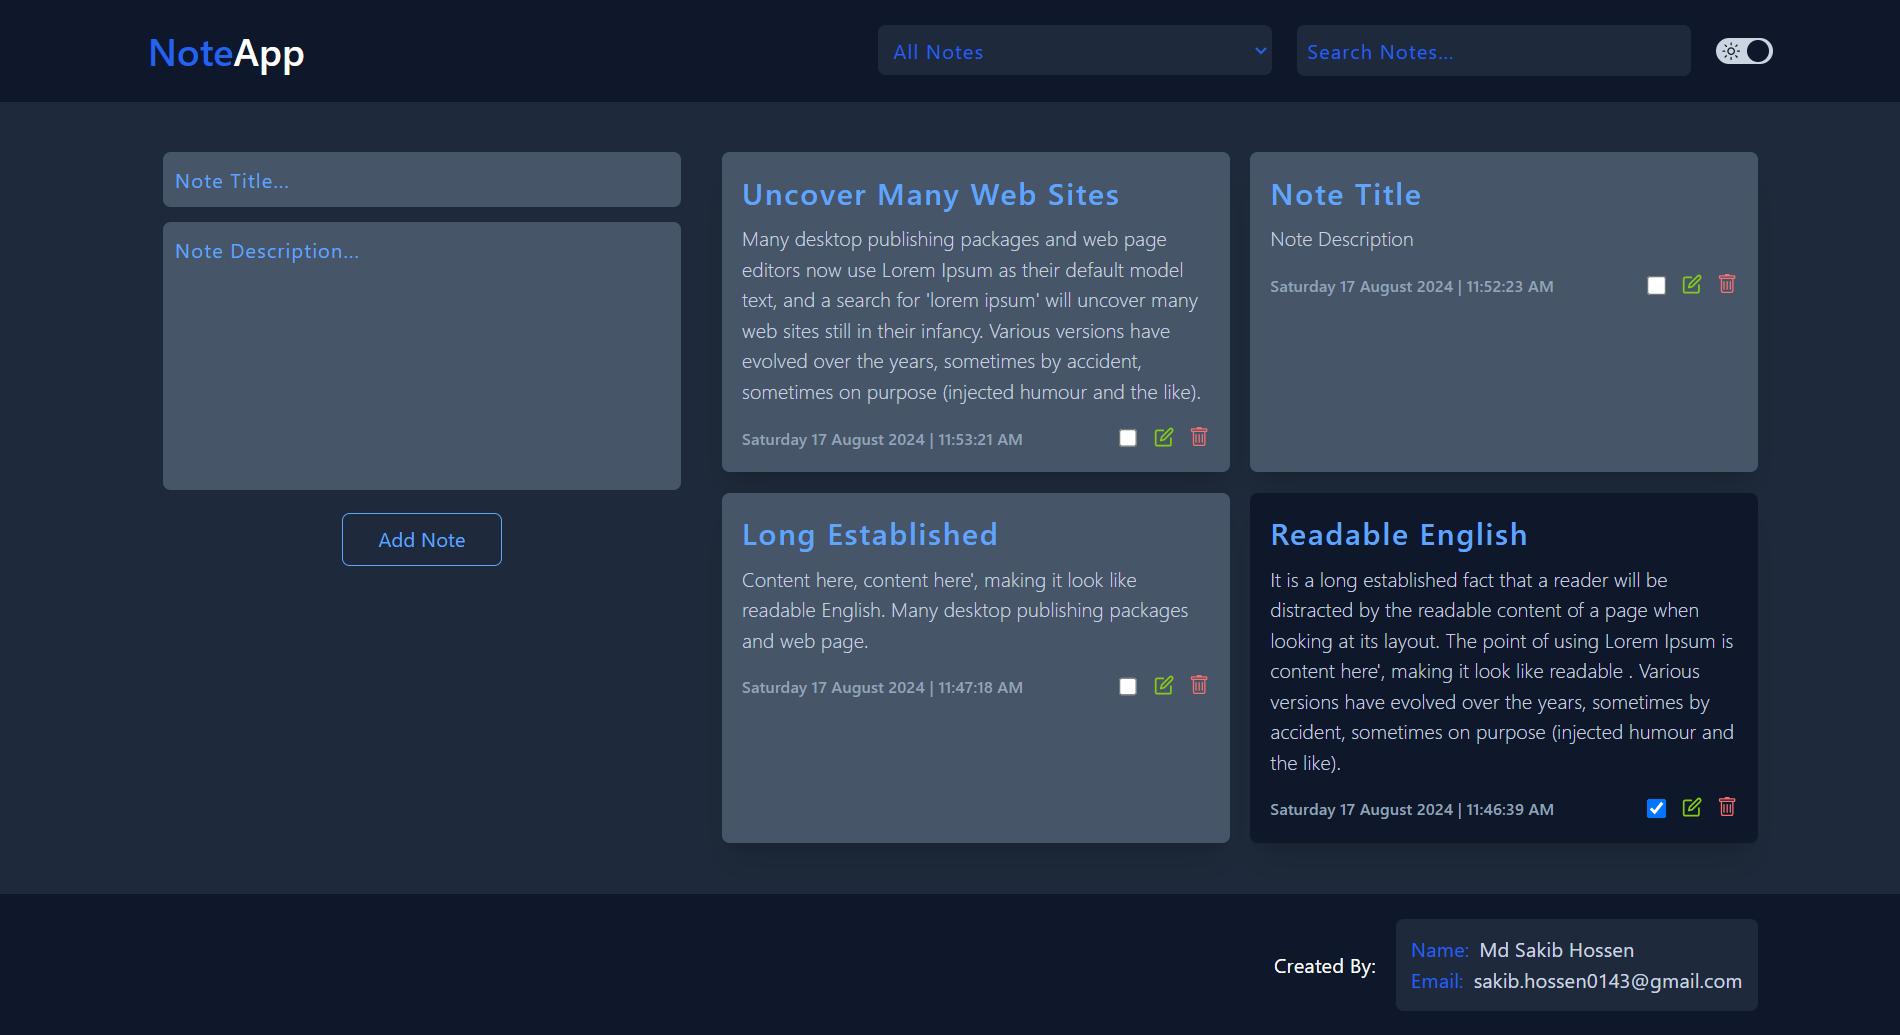 NoteApp
All Notes
Search Notes...
Note Title...
Note Description...
Add Note
Uncover Many Web Sites
Many desktop publishing packages and web page
editors now use Lorem Ipsum as their default model
text, and a search for 'lorem ipsum' will uncover many
web sites still in their infancy. Various versions have
evolved over the years, sometimes by accident,
sometimes on purpose (injected humour and the like).
Saturday 17 August 2024 | 11:53:21 AM
Note Title
Note Description
Saturday 17 August 2024 | 11:52:23 AM
Long Established
Content here, content here', making it look like
readable English. Many desktop publishing packages
and web page.
Saturday 17 August 2024 | 11:47:18 AM
Readable English
It is a long established fact that a reader will be
distracted by the readable content of a page when
looking at its layout. The point of using Lorem Ipsum is
content here', making it look like readable . Various
versions have evolved over the years, sometimes by
accident, sometimes on purpose (injected humour and
the like).
Saturday 17 August 2024 | 11:46:39 AM
Created By:
Name: Md Sakib Hossen
Email: sakib.hossen0143@gmail.com